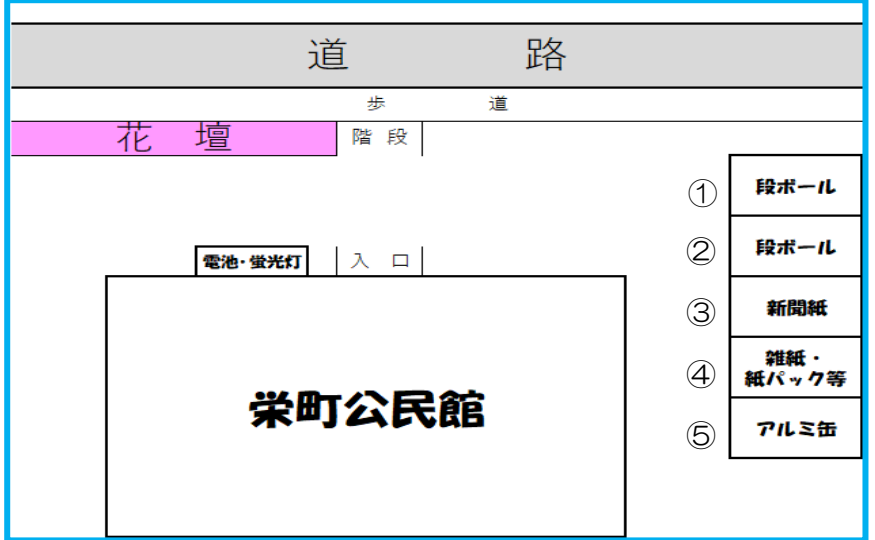 道 路
歩 道
花 壇
階 段
① 段ボール
② 段ボール
電池・蛍光灯
入 口
③ 新聞紙
④ 雑紙・
紙パック等
栄町公民館
⑤ アルミ缶